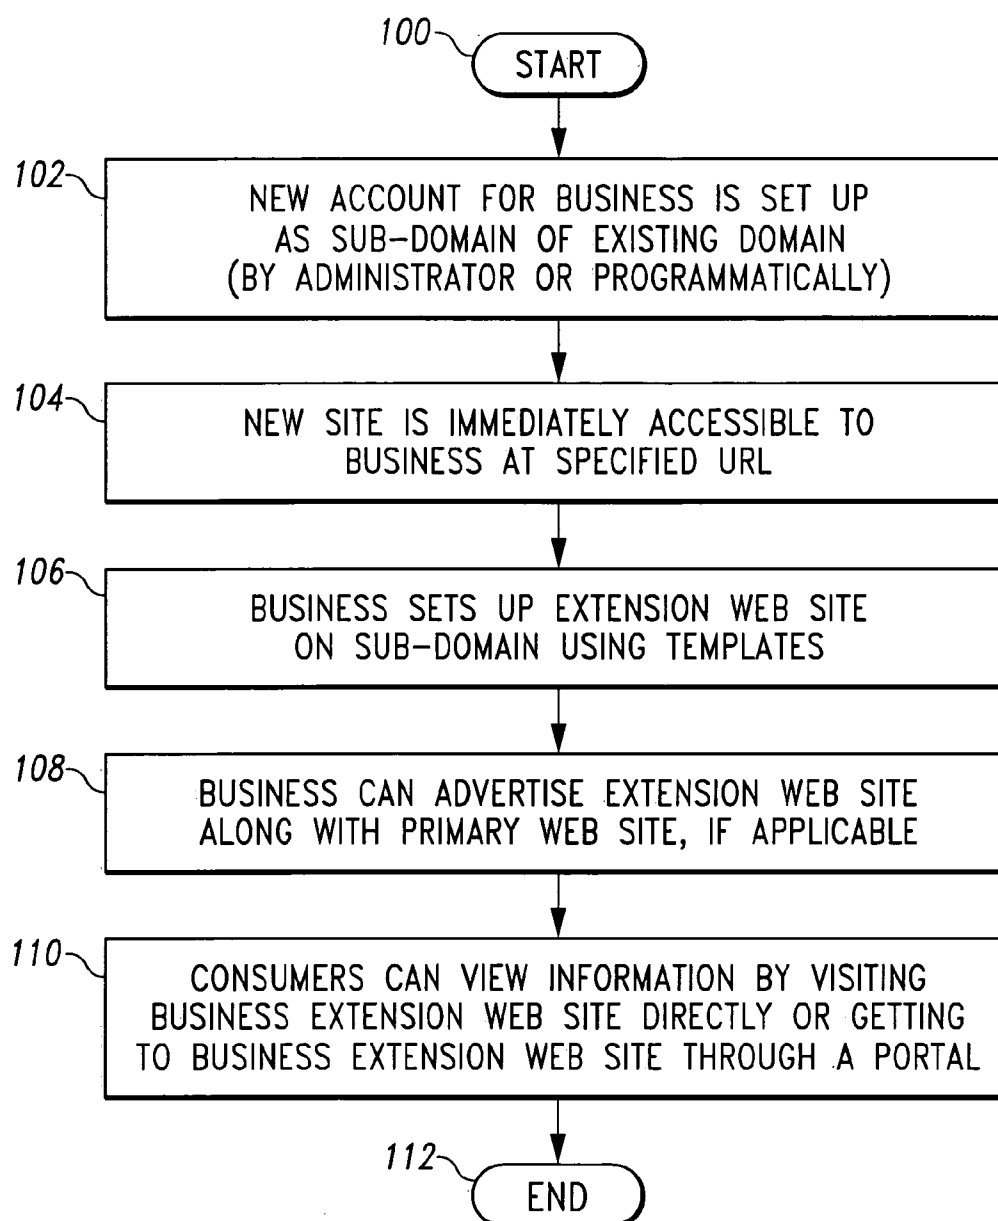 100
START
102
NEW ACCOUNT FOR BUSINESS IS SET UP
AS SUB-DOMAIN OF EXISTING DOMAIN
(BY ADMINISTRATOR OR PROGRAMMATICALLY)
104
NEW SITE IS IMMEDIATELY ACCESSIBLE TO
BUSINESS AT SPECIFIED URL
106
BUSINESS SETS UP EXTENSION WEB SITE
ON SUB-DOMAIN USING TEMPLATES
108
BUSINESS CAN ADVERTISE EXTENSION WEB SITE
ALONG WITH PRIMARY WEB SITE, IF APPLICABLE
110
CONSUMERS CAN VIEW INFORMATION BY VISITING
BUSINESS EXTENSION WEB SITE DIRECTLY OR GETTING
TO BUSINESS EXTENSION WEB SITE THROUGH A PORTAL
112
END